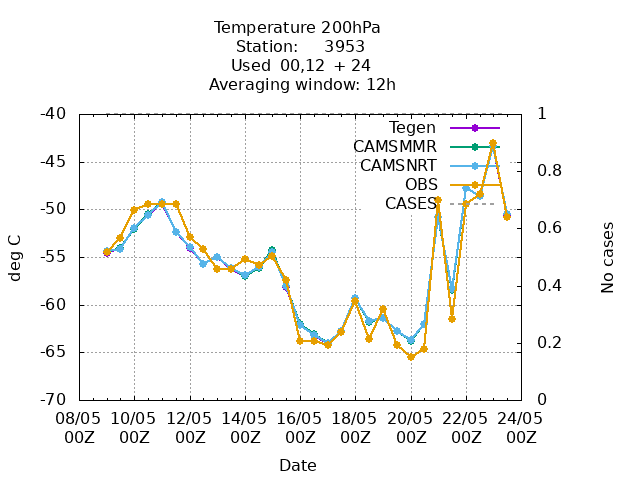 Temperature 200hPa
Station: 3953
Used 00,12 + 24
Averaging window: 12h
-40
-45
-50
-55
-60
-65
-70
deg C
1
0.8
0.6
0.4
0.2
0
No cases
Tegen
CAMSMMR
CAMSNRT
OBS
CASES
08/05 10/05 12/05 14/05 16/05 18/05 20/05 22/05 24/05
00Z 00Z 00Z 00Z 00Z 00Z 00Z 00Z 00Z
Date